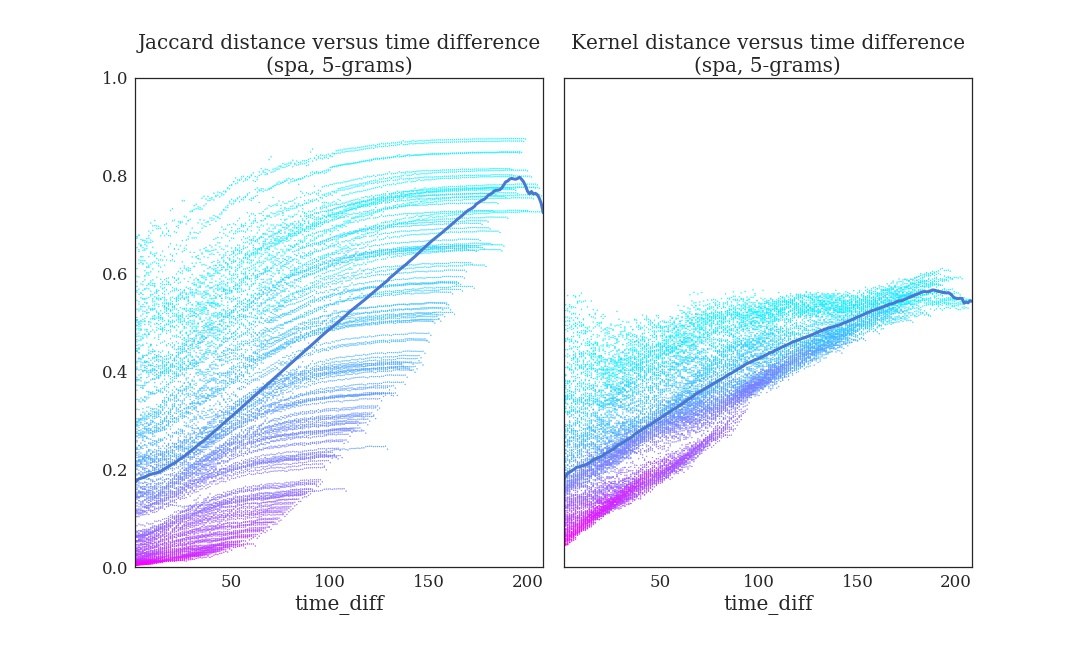 Jaccard distance versus time difference
(spa, 5-grams)
Kernel distance versus time difference
(spa, 5-grams)
1.0
0.8
0.6
0.4
0.2
0.0
50
100
150
200
time_diff
50
100
150
200
time_diff